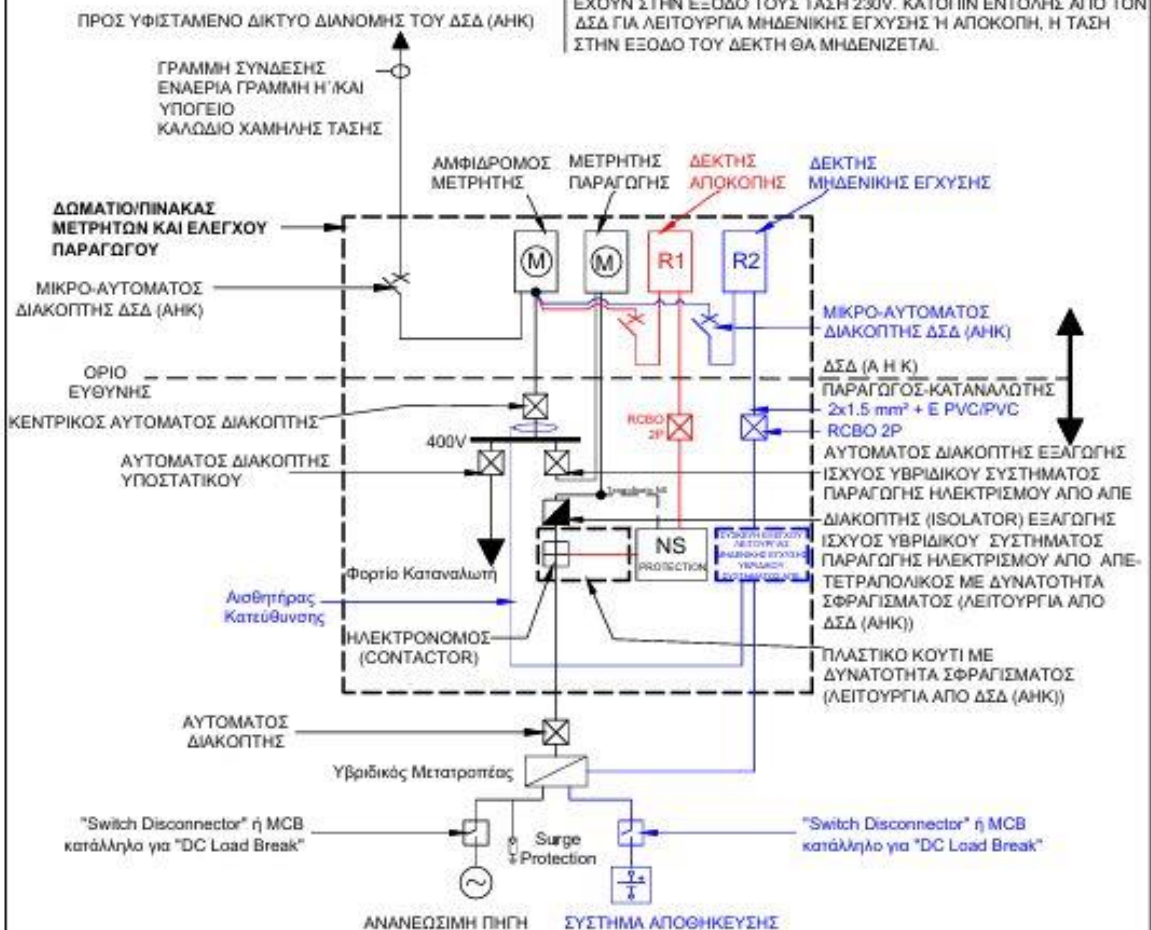 ΕΧΟΥΝ ΣΤΗΝ ΕΞΟΔΟ ΤΟΥΣ ΤΑΣΗ 230V. ΚΑΤΟΠΙΝ ΕΝΤΟΛΗΣ ΑΠΟ ΤΟΝ
ΔΣΔ ΓΙΑ ΛΕΙΤΟΥΡΓΙΑ ΜΗΔΕΝΙΚΗΣ ΕΓΧΥΣΗΣ Ή ΑΠΟΚΟΠΗ, Η ΤΑΣΗ
ΣΤΗΝ ΕΞΟΔΟ ΤΟΥ ΔΕΚΤΗ ΘΑ ΜΗΔΕΝΙΖΕΤΑΙ.
ΠΡΟΣ ΥΦΙΣΤΑΜΕΝΟ ΔΙΚΤΥΟ ΔΙΑΝΟΜΗΣ ΤΟΥ ΔΣΔ (ΑΗΚ)
ΓΡΑΜΜΗ ΣΥΝΔΕΣΗΣ
ΕΝΑΕΡΙΑ ΓΡΑΜΜΗ Η΄/ΚΑΙ
ΥΠΟΓΕΙΟ
ΚΑΛΩΔΙΟ ΧΑΜΗΛΗΣ ΤΑΣΗΣ
ΑΜΦΙΔΡΟΜΟΣ
ΜΕΤΡΗΤΗΣ
ΜΕΤΡΗΤΗΣ
ΠΑΡΑΓΩΓΗΣ
ΔΕΚΤΗΣ
ΑΠΟΚΟΠΗΣ
ΔΕΚΤΗΣ
ΜΗΔΕΝΙΚΗΣ ΕΓΧΥΣΗΣ
ΔΩΜΑΤΙΟ/ΠΙΝΑΚΑΣ
ΜΕΤΡΗΤΩΝ ΚΑΙ ΕΛΕΓΧΟΥ
ΠΑΡΑΓΩΓΟΥ
M
M
R1
R2
ΜΙΚΡΟ-ΑΥΤΟΜΑΤΟΣ
ΔΙΑΚΟΠΤΗΣ ΔΣΔ (ΑΗΚ)
ΜΙΚΡΟ-ΑΥΤΟΜΑΤΟΣ
ΔΙΑΚΟΠΤΗΣ ΔΣΔ (ΑΗΚ)
ΟΡΙΟ
ΕΥΘΥΝΗΣ
ΔΣΔ (Α Η Κ)
ΠΑΡΑΓΩΓΟΣ-ΚΑΤΑΝΑΛΩΤΗΣ
2x1.5 mm² + E PVC/PVC
RCBO 2P
ΚΕΝΤΡΙΚΟΣ ΑΥΤΟΜΑΤΟΣ ΔΙΑΚΟΠΤΗΣ
RCBO
2P
400V
ΑΥΤΟΜΑΤΟΣ ΔΙΑΚΟΠΤΗΣ
ΥΠΟΣΤΑΤΙΚΟΥ
ΑΥΤΟΜΑΤΟΣ ΔΙΑΚΟΠΤΗΣ ΕΞΑΓΩΓΗΣ
ΙΣΧΥΟΣ ΥΒΡΙΔΙΚΟΥ ΣΥΣΤΗΜΑΤΟΣ
ΠΑΡΑΓΩΓΗΣ ΗΛΕΚΤΡΙΣΜΟΥ ΑΠΟ ΑΠΕ
ΔΙΑΚΟΠΤΗΣ (ISOLATOR) ΕΞΑΓΩΓΗΣ
ΙΣΧΥΟΣ ΥΒΡΙΔΙΚΟΥ ΣΥΣΤΗΜΑΤΟΣ
ΠΑΡΑΓΩΓΗΣ ΗΛΕΚΤΡΙΣΜΟΥ ΑΠΟ ΑΠΕ-
ΤΕΤΡΑΠΟΛΙΚΟΣ ΜΕ ΔΥΝΑΤΟΤΗΤΑ
ΣΦΡΑΓΙΣΜΑΤΟΣ (ΛΕΙΤΟΥΡΓΙΑ ΑΠΟ
ΔΣΔ (ΑΗΚ))
NS
PROTECTION
ΣΥΣΚΕΥΗ ΕΛΕΓΧΟΥ
ΛΕΙΤΟΥΡΓΙΑΣ
ΜΗΔΕΝΙΚΗΣ ΕΓΧΥΣΗΣ
ΥΒΡΙΔΙΚΟΥ
ΣΥΣΤΗΜΑΤΟΣ ΑΠΕ
Φορτίο Καταναλωτή
Αισθητήρας
Κατεύθυνσης
ΗΛΕΚΤΡΟΝΟΜΟΣ
(CONTACTOR)
ΠΛΑΣΤΙΚΟ ΚΟΥΤΙ ΜΕ
ΔΥΝΑΤΟΤΗΤΑ ΣΦΡΑΓΙΣΜΑΤΟΣ
(ΛΕΙΤΟΥΡΓΙΑ ΑΠΟ ΔΣΔ (ΑΗΚ))
ΑΥΤΟΜΑΤΟΣ
ΔΙΑΚΟΠΤΗΣ
Υβριδικός Μετατροπέας
"Switch Disconnector" ή MCB
κατάλληλο για "DC Load Break"
Surge
Protection
"Switch Disconnector" ή MCB
κατάλληλο για "DC Load Break"
ΑΝΑΝΕΩΣΙΜΗ ΠΗΓΗ
ΣΥΣΤΗΜΑ ΑΠΟΘΗΚΕΥΣΗΣ